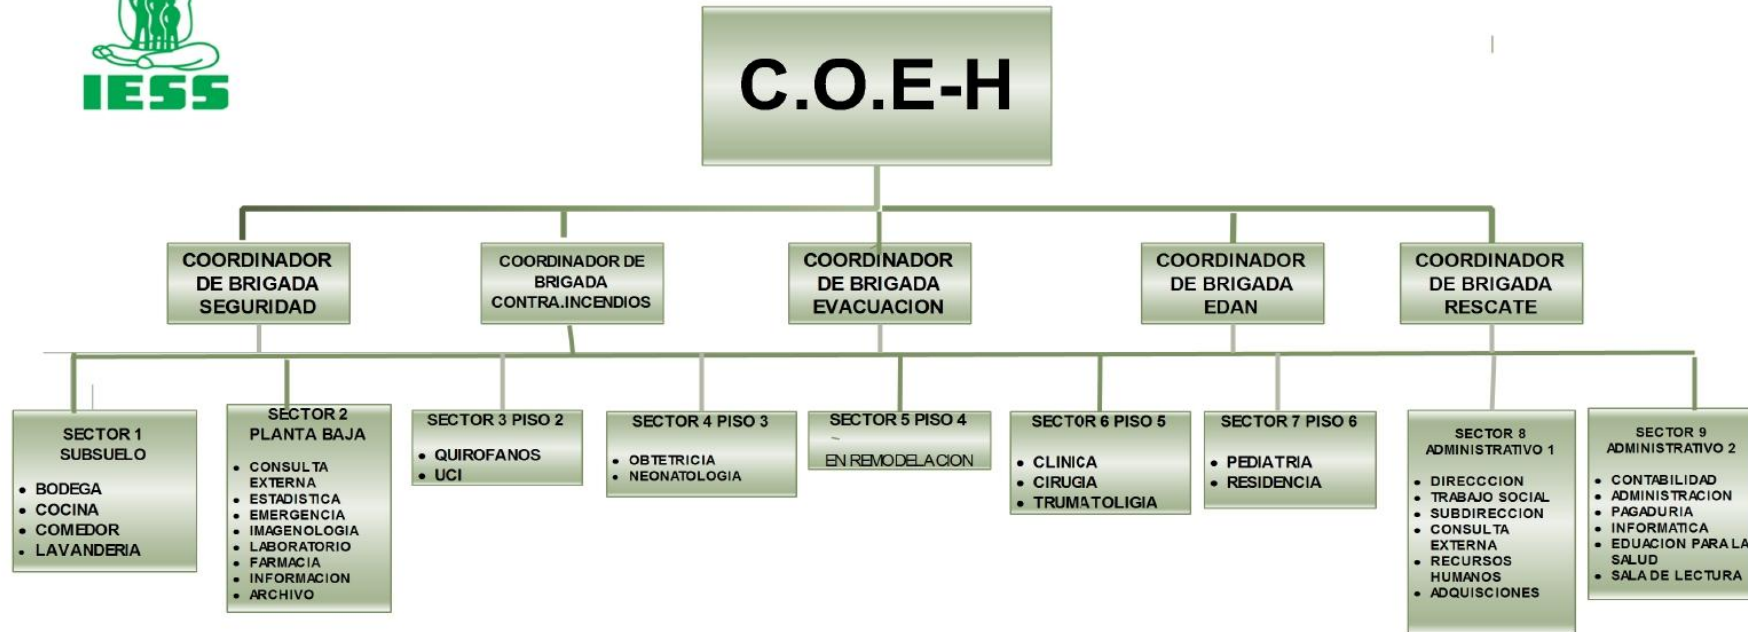 IESS
C.O.E-H
COORDINADOR
DE BRIGADA
SEGURIDAD
COORDINADOR DE
BRIGADA
CONTRA.INCENDIOS
COORDINADOR
DE BRIGADA
EVACUACION
COORDINADOR
DE BRIGADA
EDAN
COORDINADOR
DE BRIGADA
RESCATE
SECTOR 1
SUBSUELO
• BODEGA
• COCINA
• COMEDOR
• LAVANDERIA
SECTOR 2
PLANTA BAJA
• CONSULTA
EXTERNA
• ESTADISTICA
• EMERGENCIA
• IMAGENOLOGIA
• LABORATORIO
• FARMACIA
• INFORMACION
• ARCHIVO
SECTOR 3 PISO 2
• QUIROFANOS
• UCI
SECTOR 4 PISO 3
• OBTETRICIA
• NEONATOLOGIA
SECTOR 5 PISO 4
EN REMODELACION
SECTOR 6 PISO 5
• CLINICA
• CIRUGIA
• TRUMATOLIGIA
SECTOR 7 PISO 6
• PEDIATRIA
• RESIDENCIA
SECTOR 8
ADMINISTRATIVO 1
• DIRECCCION
• TRABAJO SOCIAL
• SUBDIRECCION
• CONSULTA
EXTERNA
• RECURSOS
HUMANOS
• ADQUISCIONES
SECTOR 9
ADMINISTRATIVO 2
• CONTABILIDAD
• ADMINISTRACION
• PAGADURIA
• INFORMATICA
• EDUACION PARA LA
SALUD
• SALA DE LECTURA